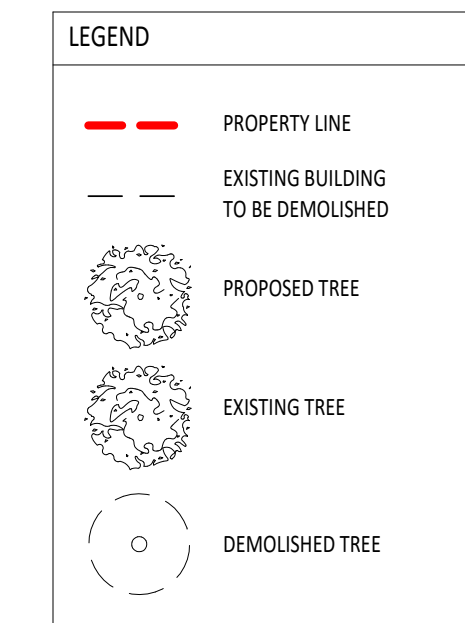 LEGEND
PROPERTY LINE
EXISTING BUILDING
TO BE DEMOLISHED
PROPOSED TREE
EXISTING TREE
DEMOLISHED TREE